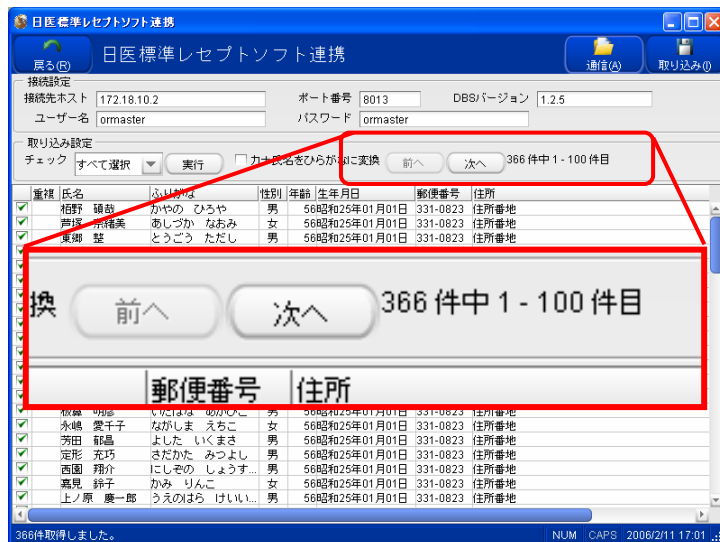 日医標準レセプトソフト連携
戻る(R) 日医標準レセプトソフト連携 通信(A) 取り込み(I)
接続設定
接続先ホスト 172.18.10.2 ポート番号 8013 DBSバージョン 1.2.5
ユーザー名 ormaster パスワード ormaster
取り込み設定
チェック すべて選択 実行 カナ氏名をひらがなに変換 前へ 次へ 366件中 1 - 100 件目
重複 氏名 ふりがな 性別 年齢 生年月日 郵便番号 住所
栢野 碩哉 かやの ひろや 男 56 昭和25年01月01日 331-0823 住所番地
芦塚 奈緒美 あしづか なおみ 女 56 昭和25年01月01日 331-0823 住所番地
東郷 整 とうごう ただし 男 56 昭和25年01月01日 331-0823 住所番地
換 前へ 次へ 366 件中 1 - 100 件目
郵便番号 住所
男 56 昭和25年01月01日 331-0823 住所番地
永嶋 愛千子 ながしま えちこ 女 56 昭和25年01月01日 331-0823 住所番地
芳田 郁昌 よした いくまさ 男 56 昭和25年01月01日 331-0823 住所番地
定形 充巧 さだかた みつよし 男 56 昭和25年01月01日 331-0823 住所番地
西園 翔介 にしぞの しょうす... 男 56 昭和25年01月01日 331-0823 住所番地
嘉見 鈴子 かみ りんこ 女 56 昭和25年01月01日 331-0823 住所番地
上ノ原 慶一郎 うえのはら けいい... 男 56 昭和25年01月01日 331-0823 住所番地
366件取得しました。 NUM CAPS 2006/2/11 17:01